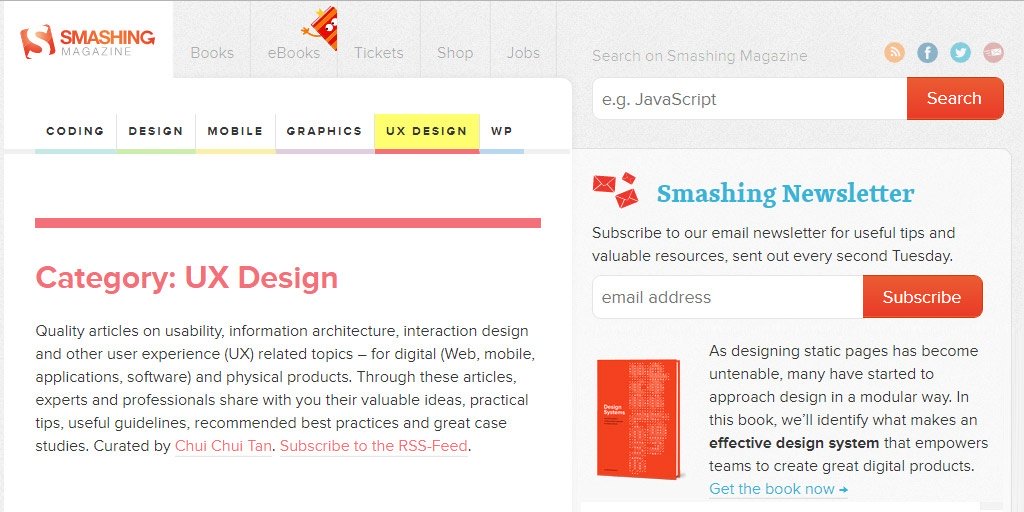 SMASHING
MAGAZINE
Books
eBooks
Tickets
Shop
Jobs
Search on Smashing Magazine
e.g. JavaScript
Search
CODING
DESIGN
MOBILE
GRAPHICS
UX DESIGN
WP
Category: UX Design
Quality articles on usability, information architecture, interaction design
and other user experience (UX) related topics – for digital (Web, mobile,
applications, software) and physical products. Through these articles,
experts and professionals share with you their valuable ideas, practical
tips, useful guidelines, recommended best practices and great case
studies. Curated by Chui Chui Tan. Subscribe to the RSS-Feed.
Smashing Newsletter
Subscribe to our email newsletter for useful tips and
valuable resources, sent out every second Tuesday.
email address
Subscribe
Design
Systems
As designing static pages has become
untenable, many have started to
approach design in a modular way. In
this book, we’ll identify what makes an
effective design system that empowers
teams to create great digital products.
Get the book now →